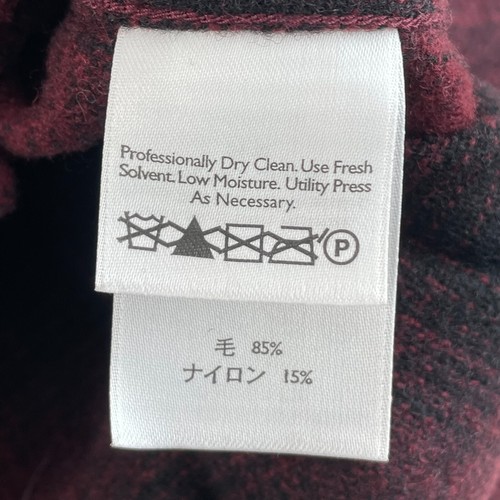 Professionally Dry Clean. Use Fresh
Solvent. Low Moisture. Utility Press
As Necessary.
P
毛 85%
ナイロン 15%